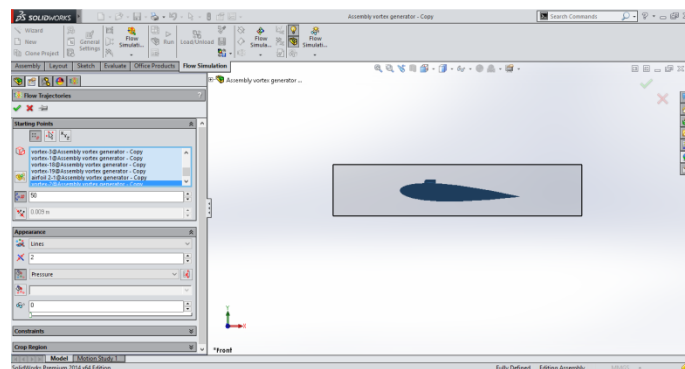 SOLIDWORKS
Assembly vortex generator - Copy
Search Commands
Wizard
New
Clone Project
General
Settings
Flow
Simulati...
Run
Load/Unload
Flow
Simula...
Flow
Simulati...
Assembly
Layout
Sketch
Evaluate
Office Products
Flow Simulation
Assembly vortex generator ...
Flow Trajectories
Starting Points
vortex-3@Assembly vortex generator - Copy
vortex-1@Assembly vortex generator - Copy
vortex-18@Assembly vortex generator - Copy
vortex-19@Assembly vortex generator - Copy
airfoil 2-1@Assembly vortex generator - Copy
vortex-2@Assembly vortex generator - Copy
50
0.009 m
Appearance
Lines
2
Pressure
0
Constraints
Crop Region
Y
*Front
Model
Motion Study 1
SolidWorks Premium 2014 x64 Edition
Fully Defined
Editing Assembly